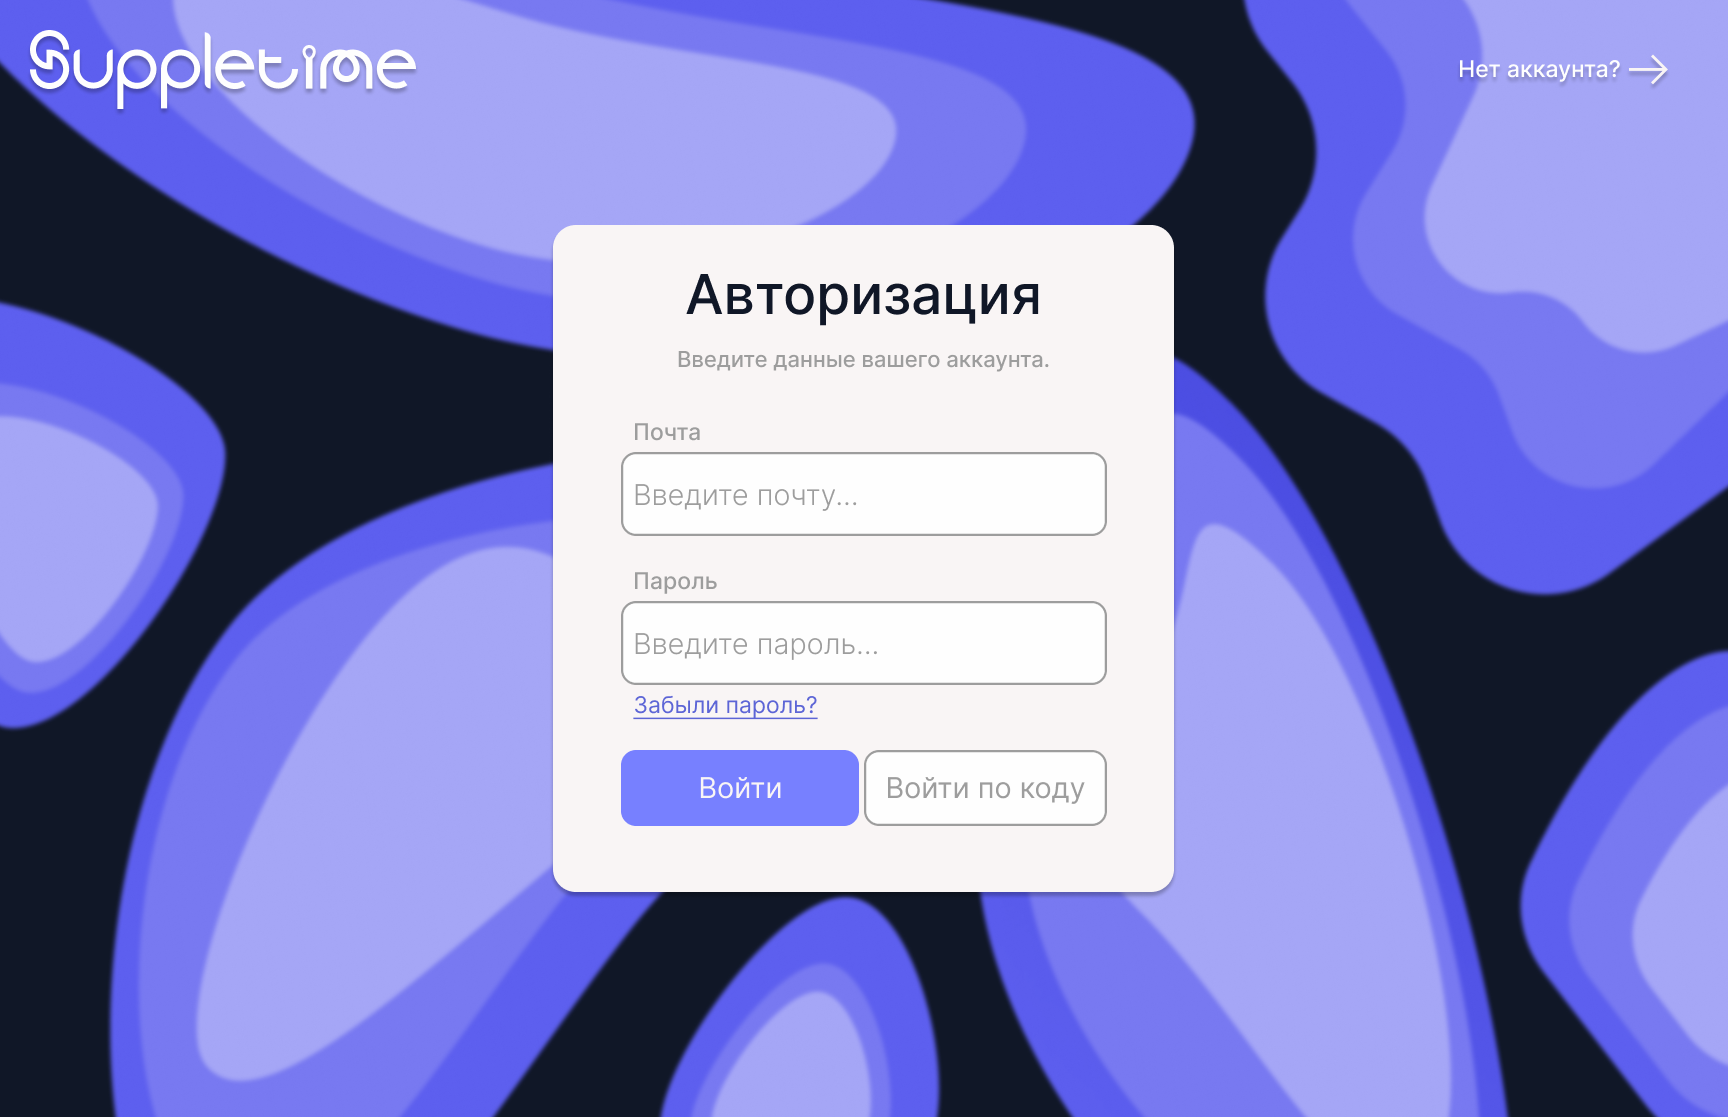 Suppletime
Нет аккаунта?
Авторизация
Введите данные вашего аккаунта.
Почта
Введите почту...
Пароль
Введите пароль...
Забыли пароль?
Войти
Войти по коду